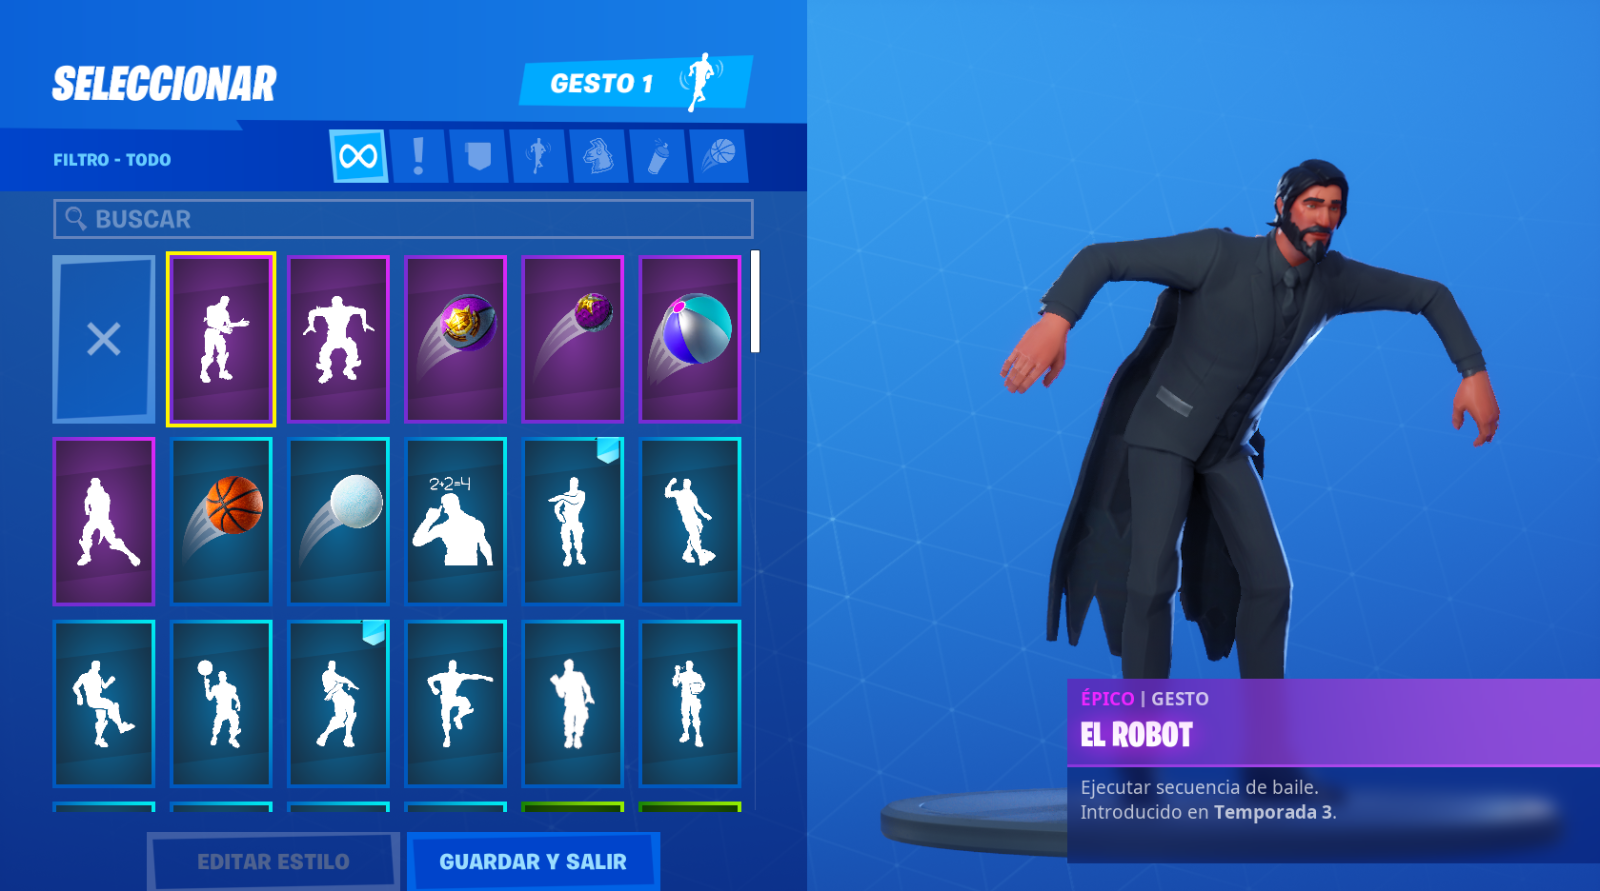 SELECCIONAR
GESTO 1
FILTRO - TODO
BUSCAR
2+2=4
ÉPICO | GESTO
EL ROBOT
Ejecutar secuencia de baile.
Introducido en Temporada 3.
EDITAR ESTILO
GUARDAR Y SALIR